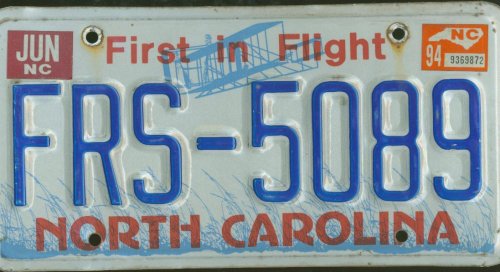 JUN
NC
First in Flight
NC
94
9369872
FRS-5089
NORTH CAROLINA